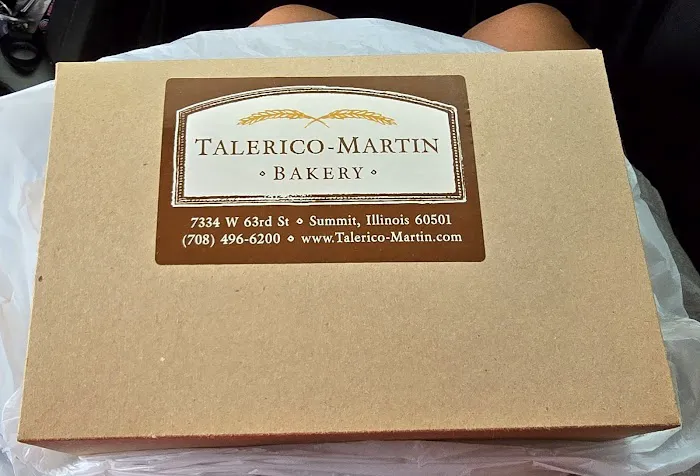 TALERICO-MARTIN
⋄ BAKERY ⋄
7334 W 63rd St ⋄ Summit, Illinois 60501
(708) 496-6200 ⋄ www.Talerico-Martin.com